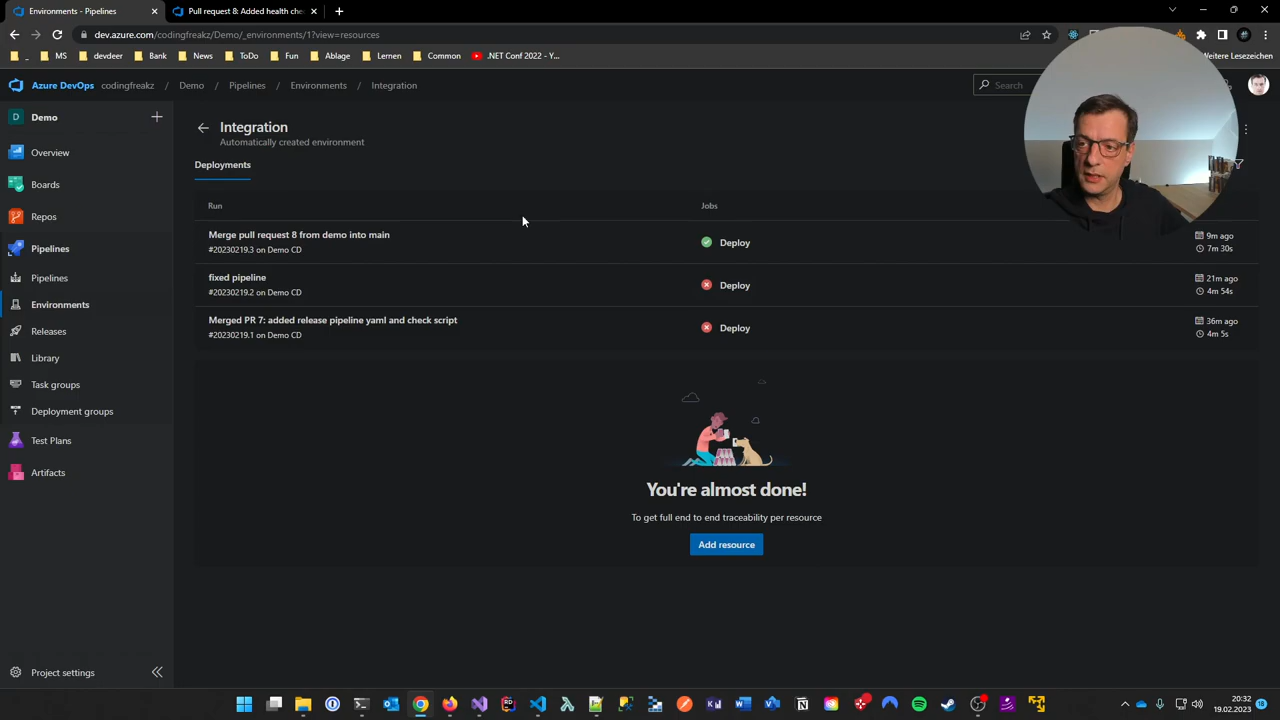 Environments - Pipelines
Pull request 8: Added health che
dev.azure.com/codingfreakz/Demo/_environments/1?view=resources
_
MS
devdeer
Bank
News
ToDo
Fun
Ablage
Lernen
Common
.NET Conf 2022 - Y...
Weitere Lesezeichen
Azure DevOps
codingfreakz
/
Demo
/
Pipelines
/
Environments
/
Integration
Search
D
Demo
Overview
Boards
Repos
Pipelines
Pipelines
Environments
Releases
Library
Task groups
Deployment groups
Test Plans
Artifacts
Project settings
Integration
Automatically created environment
Deployments
Run
Jobs
Merge pull request 8 from demo into main
#20230219.3 on Demo CD
Deploy
9m ago
7m 30s
fixed pipeline
#20230219.2 on Demo CD
Deploy
21m ago
4m 54s
Merged PR 7: added release pipeline yaml and check script
#20230219.1 on Demo CD
Deploy
36m ago
4m 5s
You're almost done!
To get full end to end traceability per resource
Add resource
20:32
19.02.2023